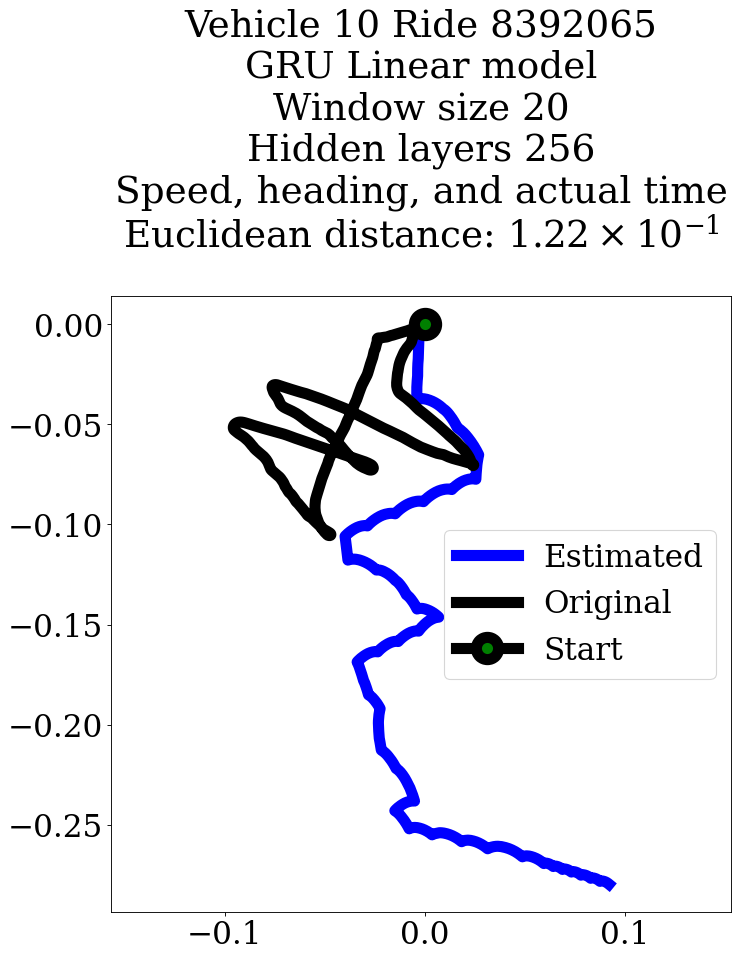 Vehicle 10 Ride 8392065
GRU Linear model
Window size 20
Hidden layers 256
Speed, heading, and actual time
Euclidean distance: 1.22 × 10⁻¹
0.00
−0.05
−0.10
−0.15
−0.20
−0.25
Estimated
Original
Start
−0.1
0.0
0.1